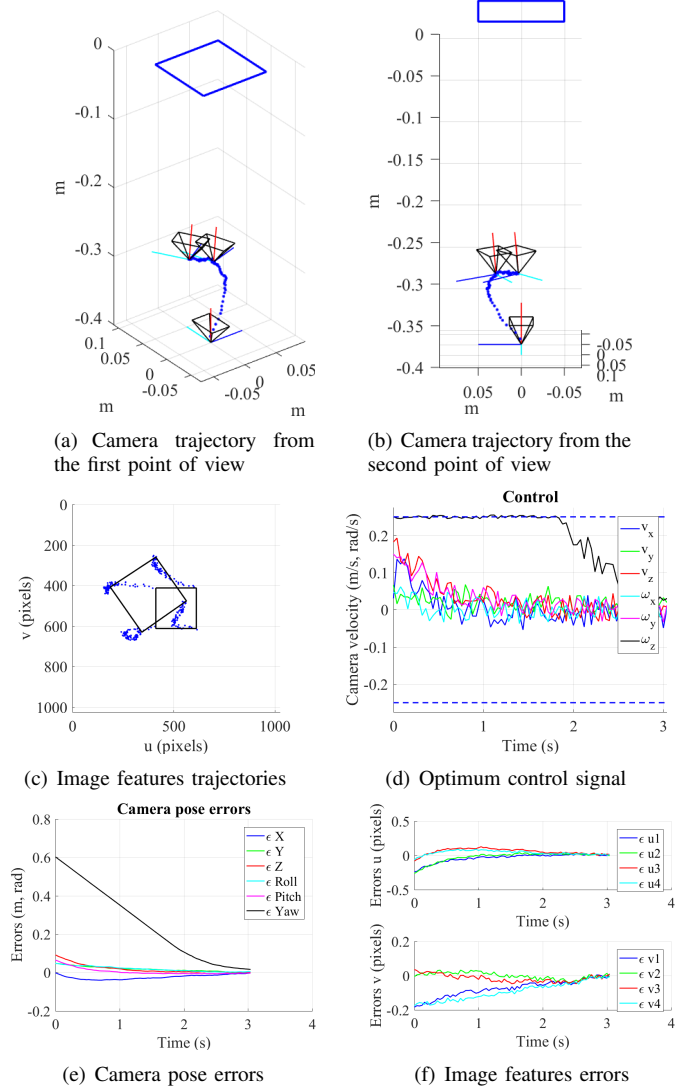 0
-0.1
-0.2
-0.3
-0.4
m
0.1
0.05
0
-0.05
m
-0.05
0
0.05
m
0
-0.05
-0.1
-0.15
-0.2
-0.25
-0.3
-0.35
-0.4
m
0.05
0
-0.05
m
-0.05
0
0.05
0.1
m
(a) Camera trajectory from
the first point of view
(b) Camera trajectory from the
second point of view
0
200
400
600
800
1000
v (pixels)
0
500
1000
u (pixels)
(c) Image features trajectories
Control
0.2
0.1
0
-0.1
-0.2
Camera velocity (m/s, rad/s)
0
1
2
3
Time (s)
v_x
v_y
v_z
ω_x
ω_y
ω_z
(d) Optimum control signal
Camera pose errors
0.8
0.6
0.4
0.2
0
-0.2
Errors (m, rad)
0
1
2
3
4
Time (s)
ϵ X
ϵ Y
ϵ Z
ϵ Roll
ϵ Pitch
ϵ Yaw
(e) Camera pose errors
0.5
0
-0.5
Errors u (pixels)
0
1
2
3
4
Time (s)
ϵ u1
ϵ u2
ϵ u3
ϵ u4
0.2
0
-0.2
Errors v (pixels)
0
1
2
3
4
Time (s)
ϵ v1
ϵ v2
ϵ v3
ϵ v4
(f) Image features errors